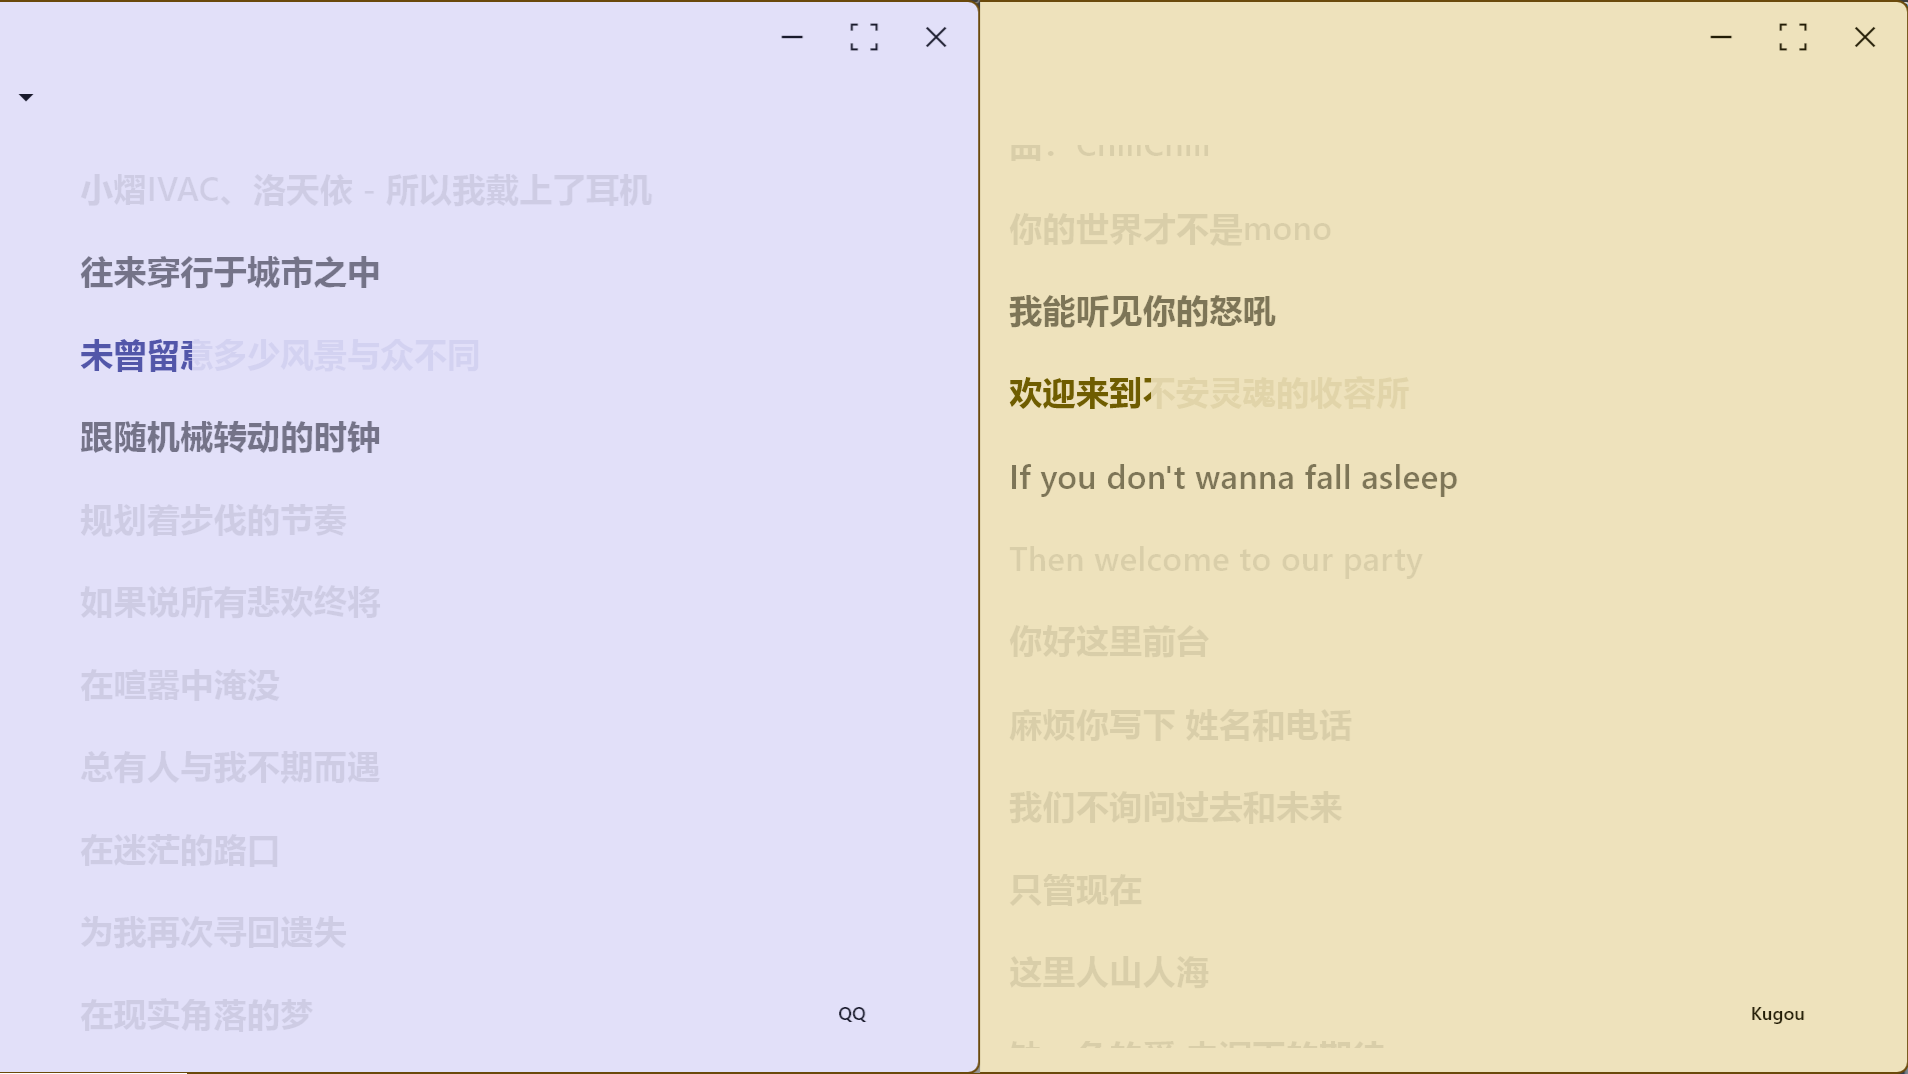 小熠IVAC、洛天依 - 所以我戴上了耳机
往来穿行于城市之中
未曾留意多少风景与众不同
跟随机械转动的时钟
规划着步伐的节奏
如果说所有悲欢终将
在喧嚣中淹没
总有人与我不期而遇
在迷茫的路口
为我再次寻回遗失
在现实角落的梦
QQ
曲：ChiliChill
你的世界才不是mono
我能听见你的怒吼
欢迎来到不安灵魂的收容所
If you don't wanna fall asleep
Then welcome to our party
你好这里前台
麻烦你写下 姓名和电话
我们不询问过去和未来
只管现在
这里人山人海
Kugou